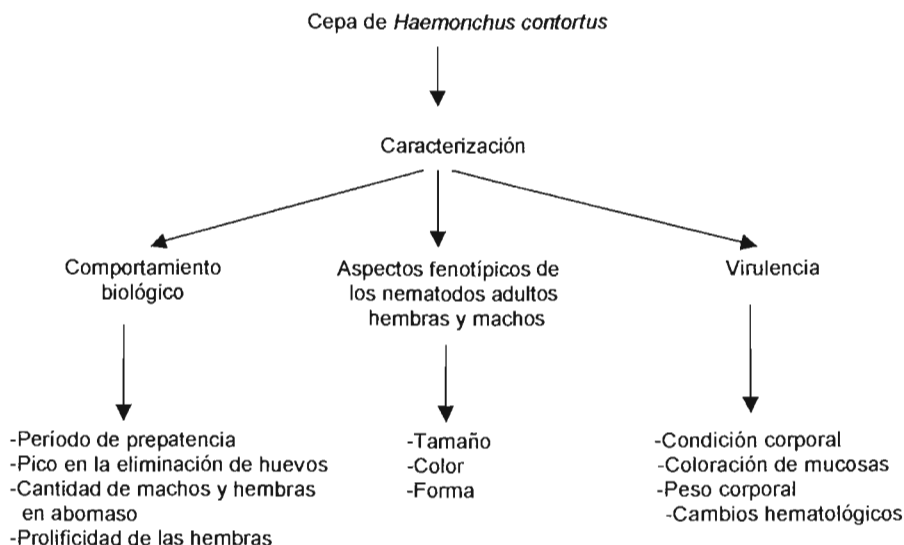 Cepa de Haemonchus contortus
Caracterización
Comportamiento
biológico
Aspectos fenotípicos de
los nematodos adultos
hembras y machos
Virulencia
-Período de prepatencia
-Pico en la eliminación de huevos
-Cantidad de machos y hembras
en abomaso
-Prolificidad de las hembras
-Tamaño
-Color
-Forma
-Condición corporal
-Coloración de mucosas
-Peso corporal
-Cambios hematológicos